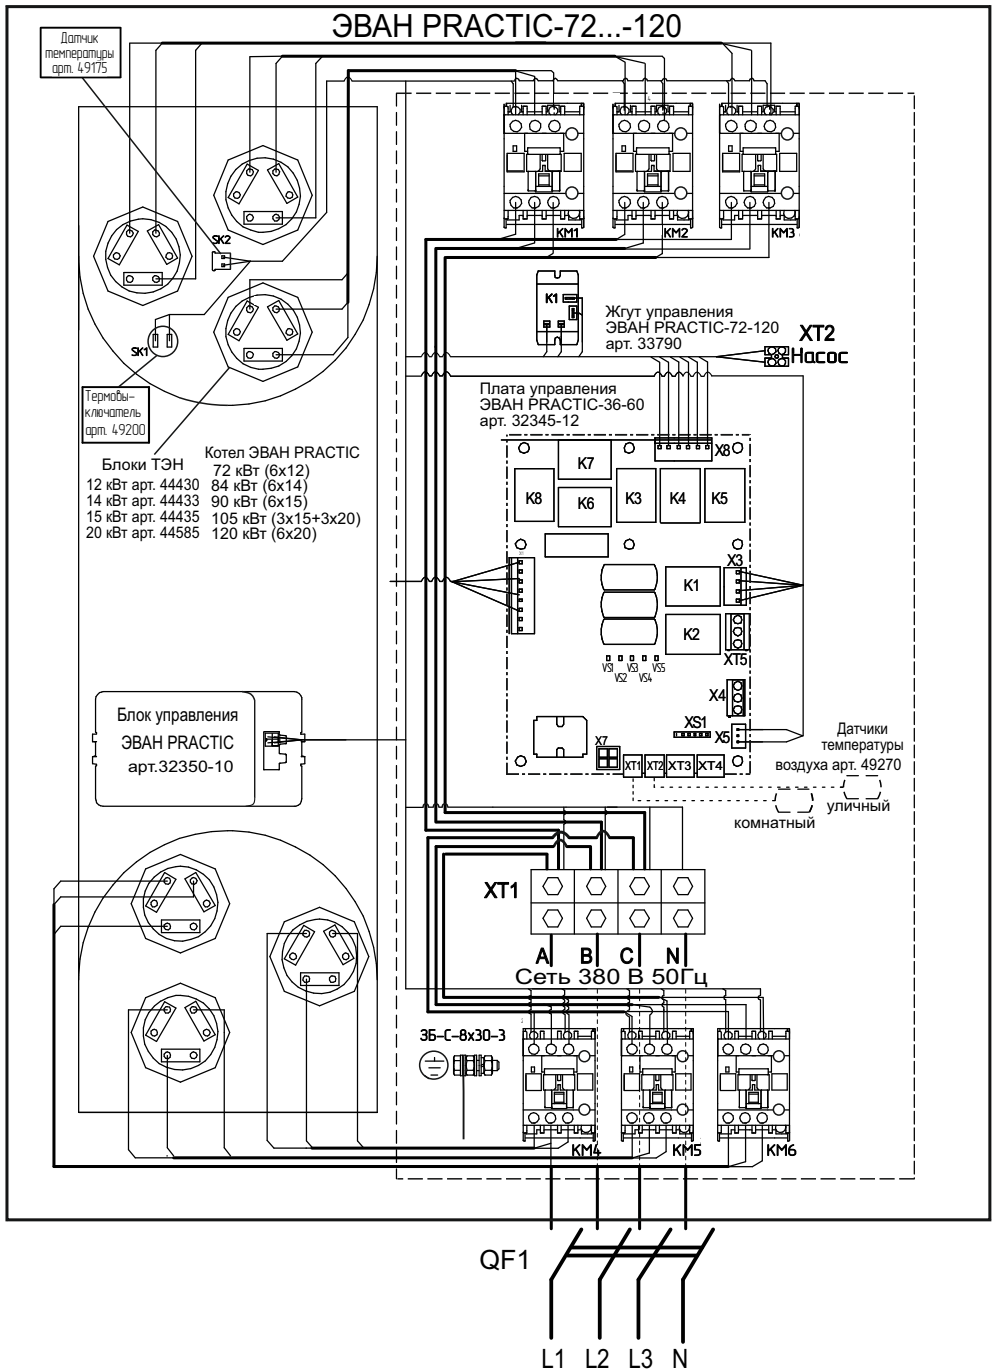 ЭВАН PRACTIC-72...-120
Датчик
температуры
арт. 49175
KM1
KM2
KM3
SK2
SK1
K1
Жгут управления
ЭВАН PRACTIC-72-120
арт. 33790
XT2
Насос
Термовы-
ключатель
арт. 49200
Плата управления
ЭВАН PRACTIC-36-60
арт. 32345-12
Блоки ТЭН
12 кВт арт. 44430
14 кВт арт. 44433
15 кВт арт. 44435
20 кВт арт. 44585
Котел ЭВАН PRACTIC
72 кВт (6х12)
84 кВт (6х14)
90 кВт (6х15)
105 кВт (3х15+3х20)
120 кВт (6х20)
X8
K7
K8
K6
K3
K4
K5
X3
K1
K2
XT5
VS1
VS2
VS3
VS4
VS5
X4
XS1
X5
X7
XT1
XT2
XT3
XT4
Блок управления
ЭВАН PRACTIC
арт.32350-10
Датчики
температуры
воздуха арт. 49270
уличный
комнатный
XT1
A B C N
Сеть 380 В 50Гц
ЗБ-С-8х30-3
KM4
KM5
KM6
QF1
L1 L2 L3 N